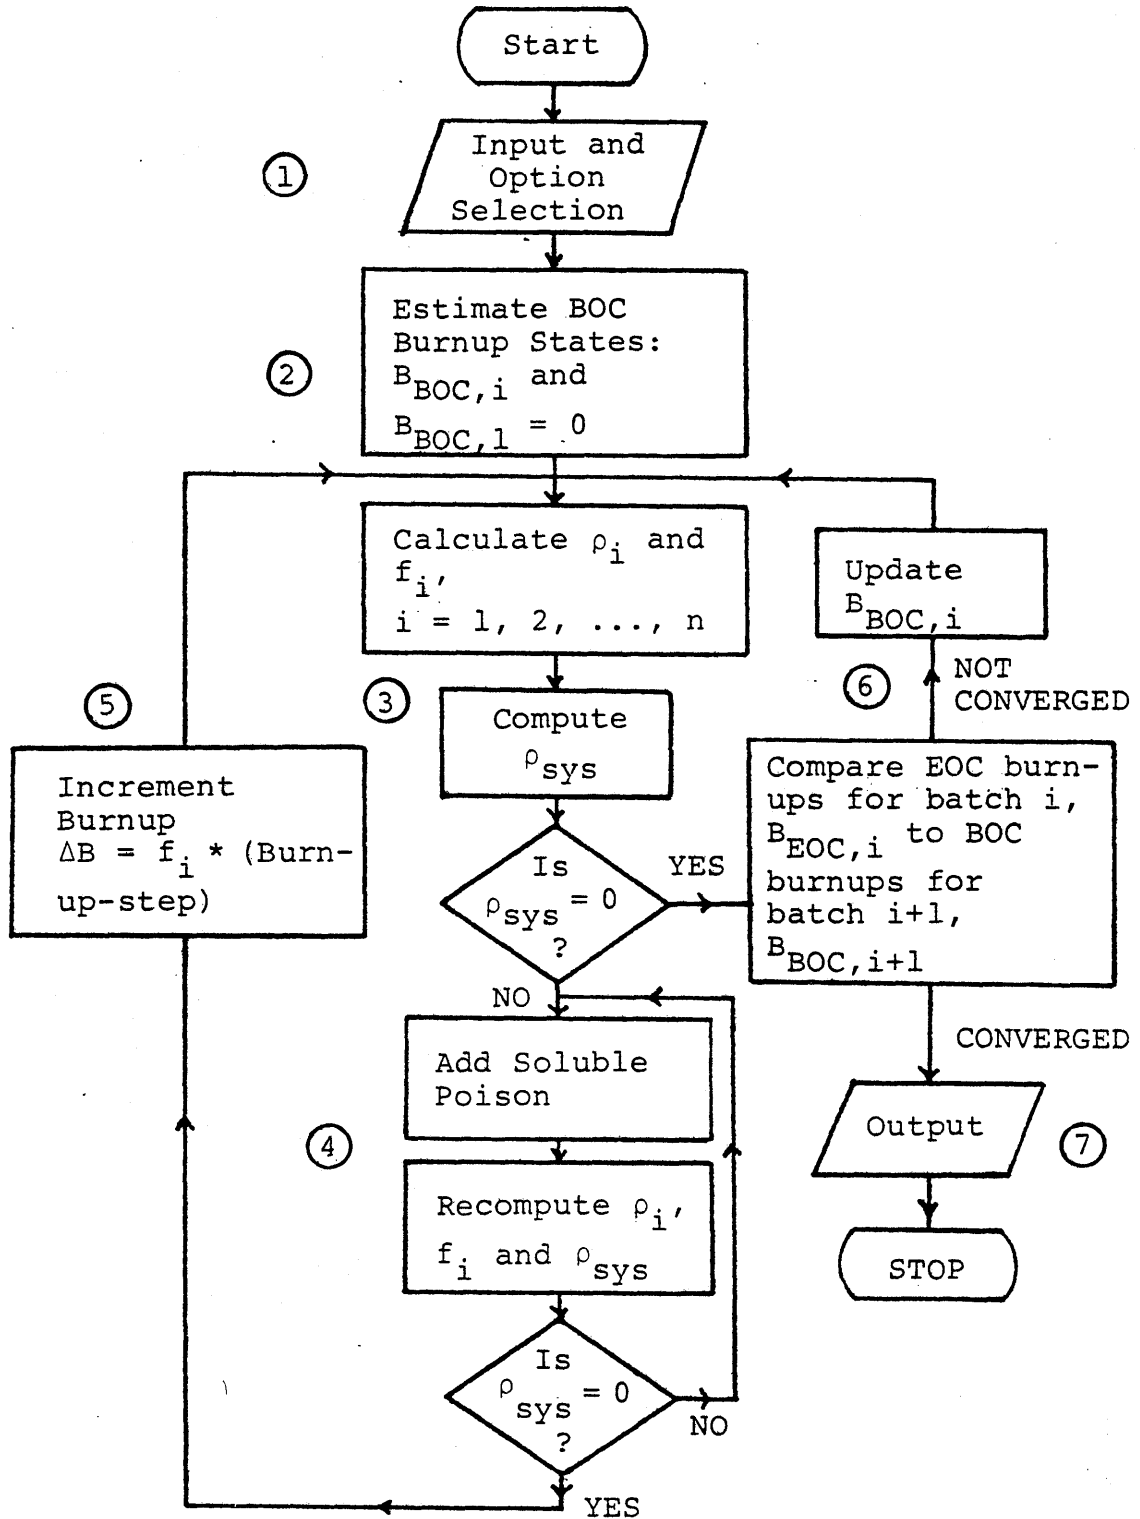 Start
1
Input and
Option
Selection
2
Estimate BOC
Burnup States:
B_BOC,i and
B_BOC,1 = 0
Calculate ρ_i and
f_i,
i = 1, 2, ..., n
3
Compute
ρ_sys
Is
ρ_sys = 0
?
YES
NO
4
Add Soluble
Poison
Recompute ρ_i,
f_i and ρ_sys
Is
ρ_sys = 0
?
NO
YES
5
Increment
Burnup
ΔB = f_i * (Burn-
up-step)
Update
B_BOC,i
6
NOT
CONVERGED
Compare EOC burn-
ups for batch i,
B_EOC,i to BOC
burnups for
batch i+1,
B_BOC,i+1
CONVERGED
Output
7
STOP